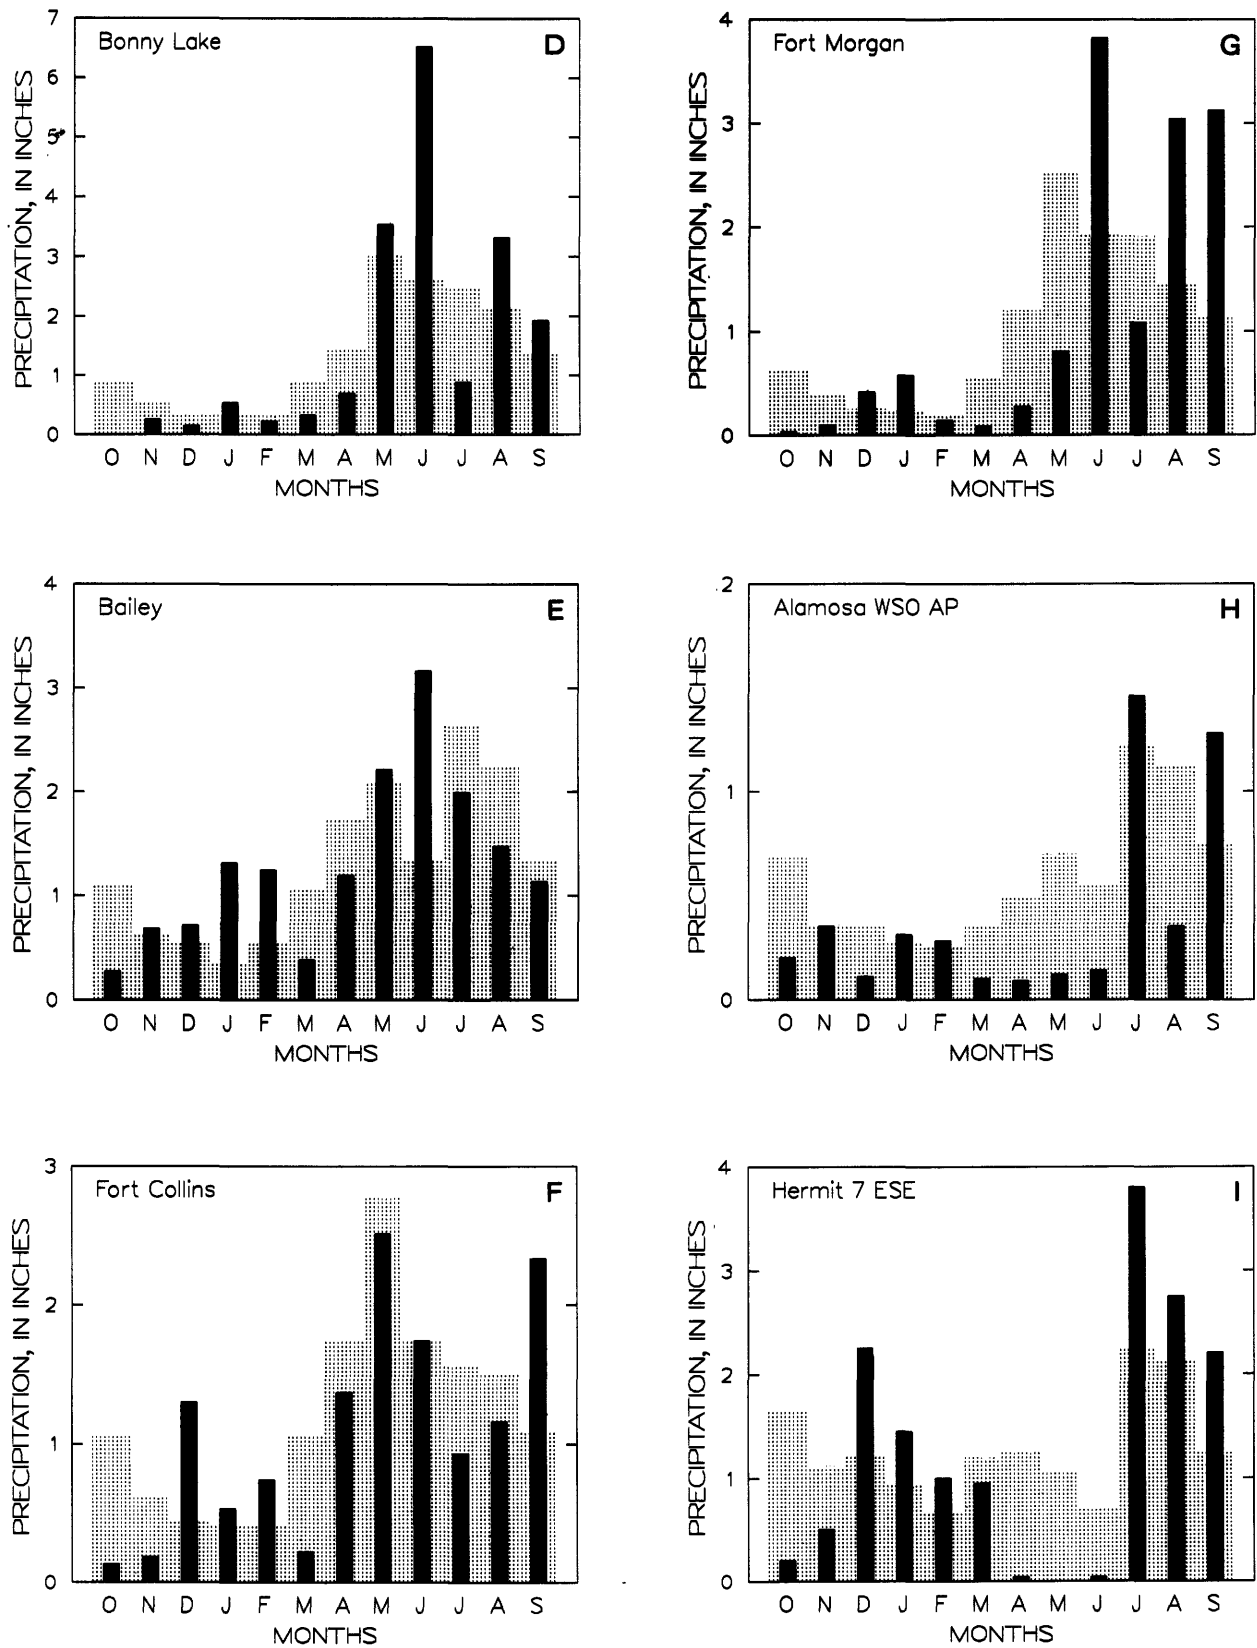 Bonny Lake D
PRECIPITATION, IN INCHES
7
6
5
4
3
2
1
0
O N D J F M A M J J A S
MONTHS
Fort Morgan G
PRECIPITATION, IN INCHES
4
3
2
1
0
O N D J F M A M J J A S
MONTHS
Bailey E
PRECIPITATION, IN INCHES
4
3
2
1
0
O N D J F M A M J J A S
MONTHS
Alamosa WSO AP H
PRECIPITATION, IN INCHES
2
1
0
O N D J F M A M J J A S
MONTHS
Fort Collins F
PRECIPITATION, IN INCHES
3
2
1
0
O N D J F M A M J J A S
MONTHS
Hermit 7 ESE I
PRECIPITATION, IN INCHES
4
3
2
1
0
O N D J F M A M J J A S
MONTHS